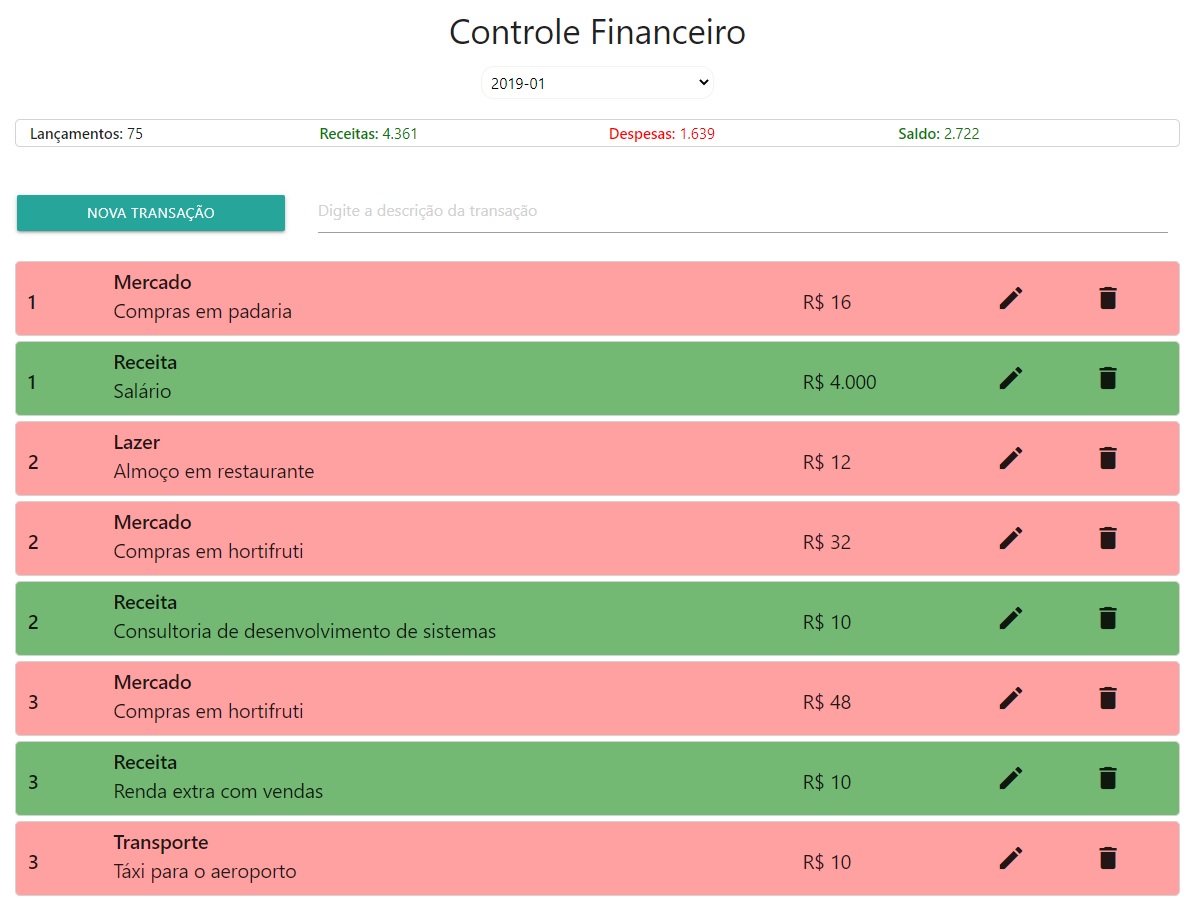 Controle Financeiro
2019-01
Lançamentos: 75 Receitas: 4.361 Despesas: 1.639 Saldo: 2.722
NOVA TRANSAÇÃO Digite a descrição da transação
Mercado
1 Compras em padaria R$ 16
Receita
1 Salário R$ 4.000
Lazer
2 Almoço em restaurante R$ 12
Mercado
2 Compras em hortifruti R$ 32
Receita
2 Consultoria de desenvolvimento de sistemas R$ 10
Mercado
3 Compras em hortifruti R$ 48
Receita
3 Renda extra com vendas R$ 10
Transporte
3 Táxi para o aeroporto R$ 10